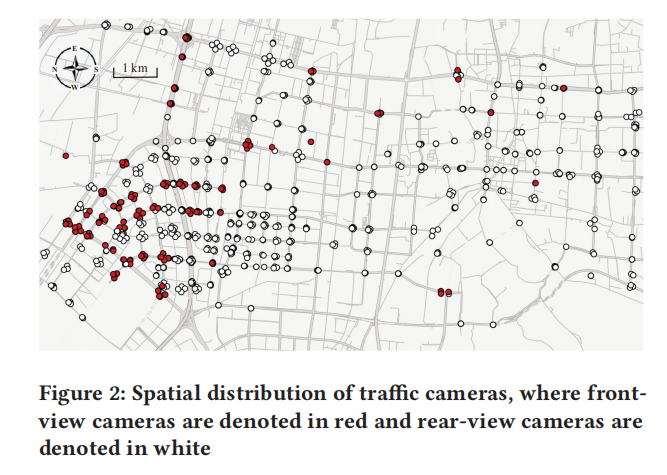 E
N S
W
1 km
Figure 2: Spatial distribution of traffic cameras, where front-
view cameras are denoted in red and rear-view cameras are
denoted in white